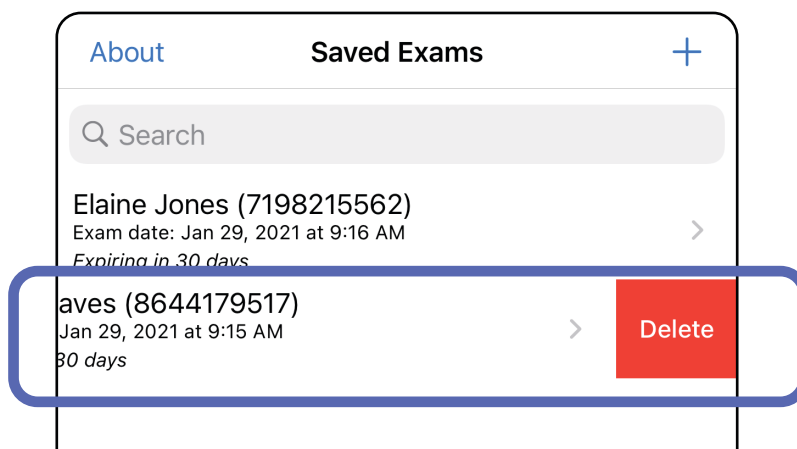 About Saved Exams +
Search
Elaine Jones (7198215562)
Exam date: Jan 29, 2021 at 9:16 AM
Expiring in 30 days
aves (8644179517)
Jan 29, 2021 at 9:15 AM
30 days
Delete